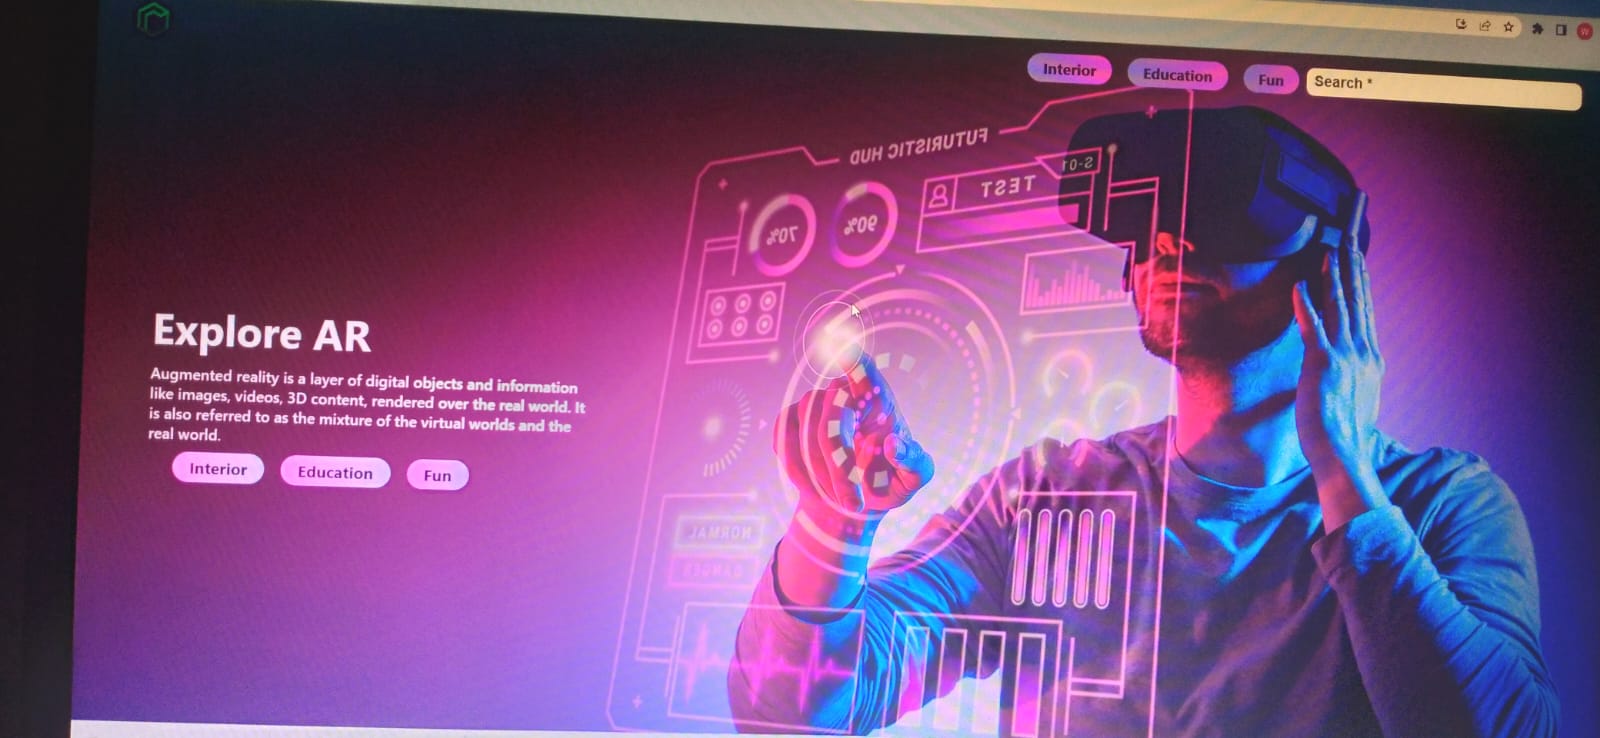 Interior
Education
Fun
Search *
FUTURISTIC HUD
S-01
TEST
70%
90%
Explore AR
Augmented reality is a layer of digital objects and information
like images, videos, 3D content, rendered over the real world. It
is also referred to as the mixture of the virtual worlds and the
real world.
Interior
Education
Fun
NORMAL
DANGER
W